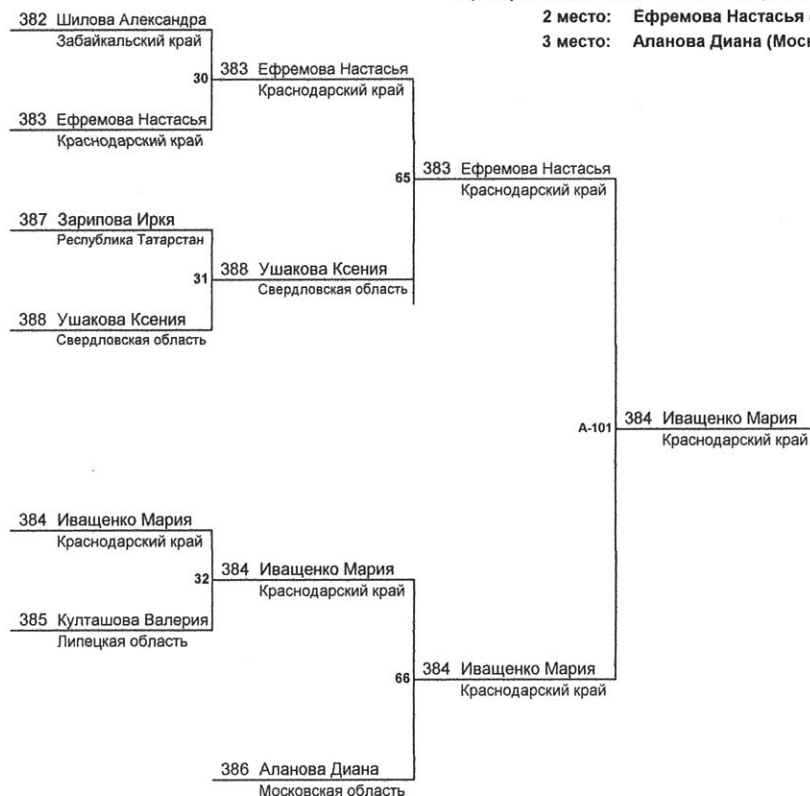 2 место: Ефремова Настасья
3 место: Аланова Диана (Моск
382 Шилова Александра
Забайкальский край
30
383 Ефремова Настасья
Краснодарский край
383 Ефремова Настасья
Краснодарский край
65
383 Ефремова Настасья
Краснодарский край
387 Зарипова Иркя
Республика Татарстан
31
388 Ушакова Ксения
Свердловская область
388 Ушакова Ксения
Свердловская область
А-101
384 Иващенко Мария
Краснодарский край
384 Иващенко Мария
Краснодарский край
32
384 Иващенко Мария
Краснодарский край
385 Култашова Валерия
Липецкая область
66
384 Иващенко Мария
Краснодарский край
386 Аланова Диана
Московская область